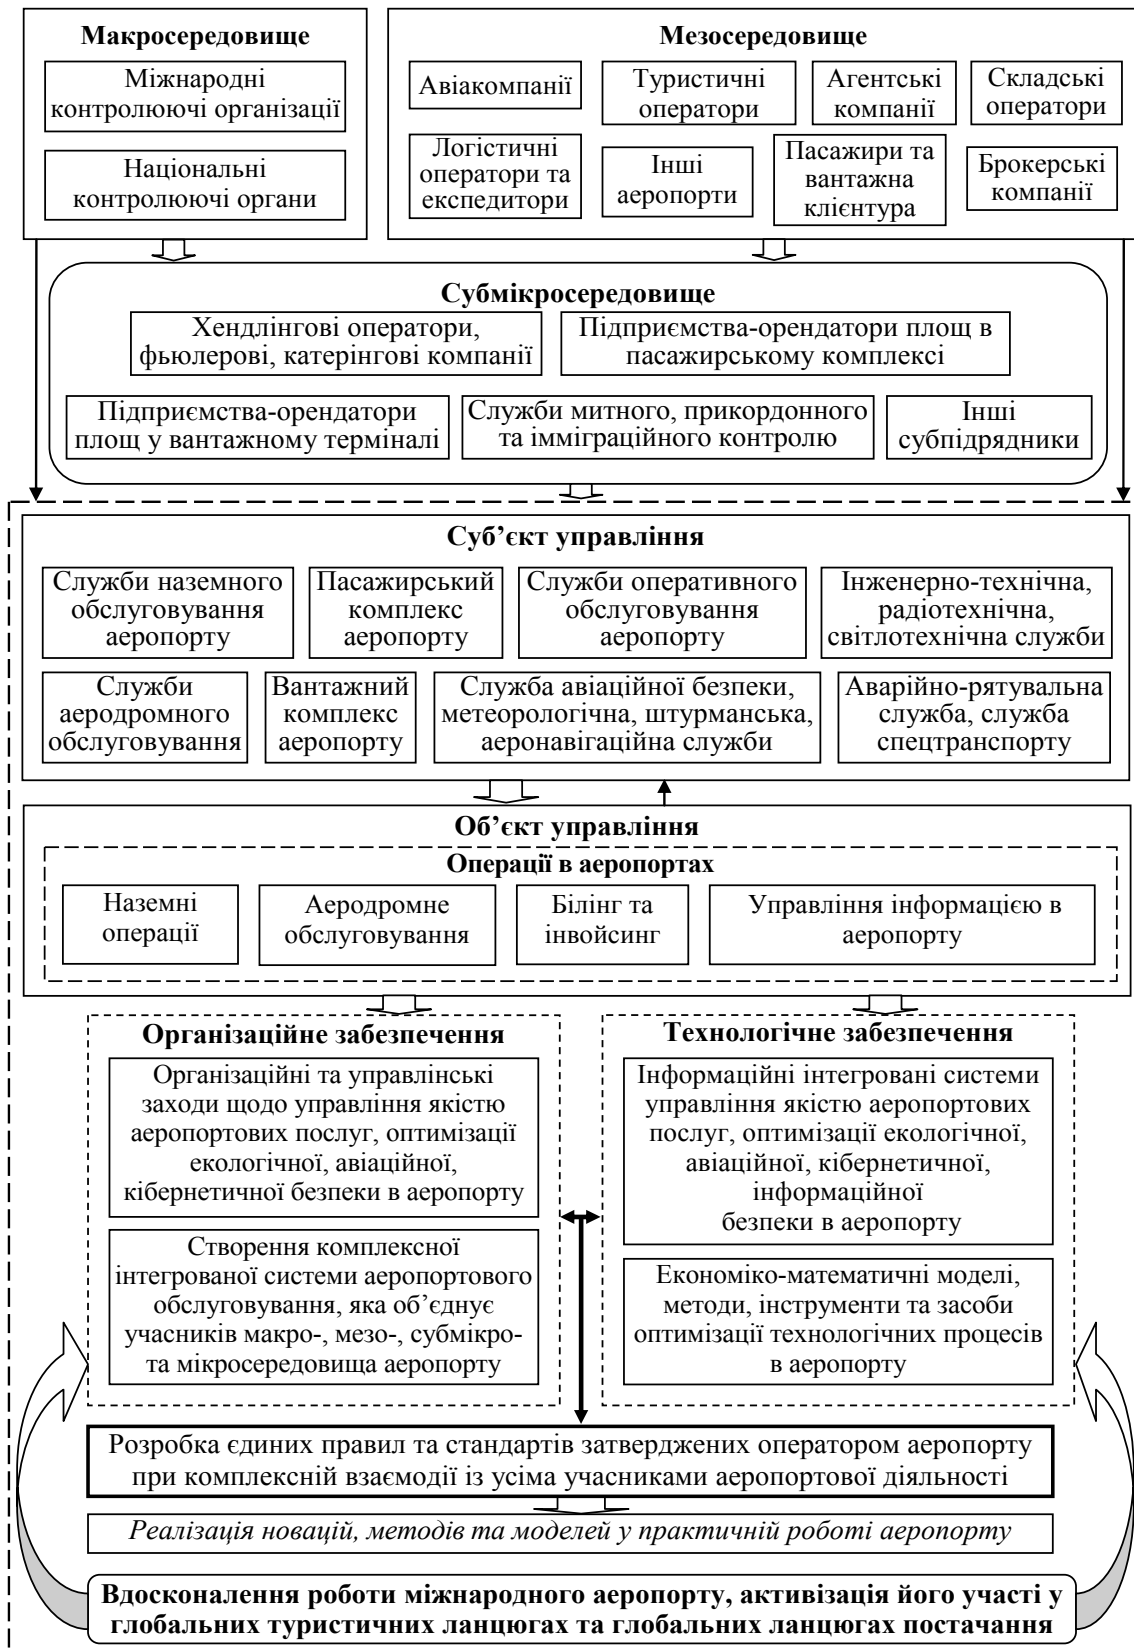 Макросередовище
Міжнародні
контролюючі організації
Національні
контролюючі органи
Мезосередовище
Авіакомпанії
Туристичні
оператори
Агентські
компанії
Складські
оператори
Логістичні
оператори та
експедитори
Інші
аеропорти
Пасажири та
вантажна
клієнтура
Брокерські
компанії
Субмікросередовище
Хендлінгові оператори,
фьюлерові, катерінгові компанії
Підприємства-орендатори площ в
пасажирському комплексі
Підприємства-орендатори
площ у вантажному терміналі
Служби митного, прикордонного
та імміграційного контролю
Інші
субпідрядники
Суб’єкт управління
Служби наземного
обслуговування
аеропорту
Пасажирський
комплекс
аеропорту
Служби оперативного
обслуговування
аеропорту
Інженерно-технічна,
радіотехнічна,
світлотехнічна служби
Служби
аеродромного
обслуговування
Вантажний
комплекс
аеропорту
Служба авіаційної безпеки,
метеорологічна, штурманська,
аеронавігаційна служби
Аварійно-рятувальна
служба, служба
спецтранспорту
Об’єкт управління
Операції в аеропортах
Наземні
операції
Аеродромне
обслуговування
Білінг та
інвойсинг
Управління інформацією в
аеропорту
Організаційне забезпечення
Організаційні та управлінські
заходи щодо управління якістю
аеропортових послуг, оптимізації
екологічної, авіаційної,
кібернетичної безпеки в аеропорту
Створення комплексної
інтегрованої системи аеропортового
обслуговування, яка об’єднує
учасників макро-, мезо-, субмікро-
та мікросередовища аеропорту
Технологічне забезпечення
Інформаційні інтегровані системи
управління якістю аеропортових
послуг, оптимізації екологічної,
авіаційної, кібернетичної,
інформаційної
безпеки в аеропорту
Економіко-математичні моделі,
методи, інструменти та засоби
оптимізації технологічних процесів
в аеропорту
Розробка єдиних правил та стандартів затверджених оператором аеропорту
при комплексній взаємодії із усіма учасниками аеропортової діяльності
Реалізація новацій, методів та моделей у практичній роботі аеропорту
Вдосконалення роботи міжнародного аеропорту, активізація його участі у
глобальних туристичних ланцюгах та глобальних ланцюгах постачання